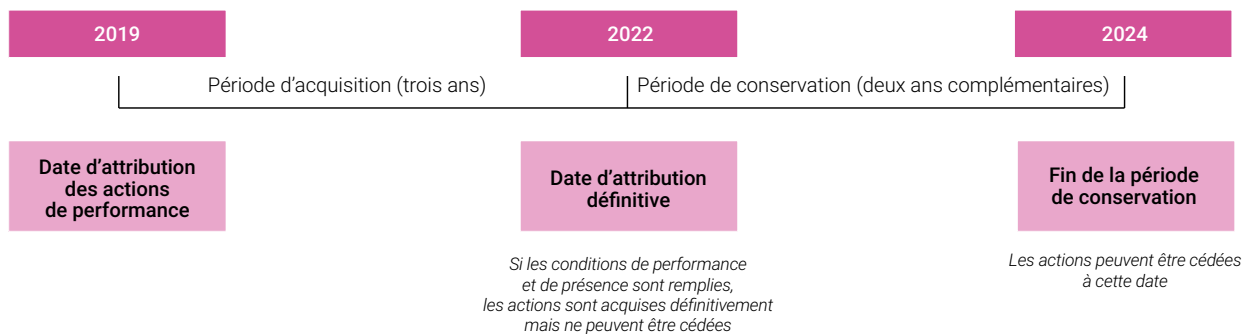 2019
2022
2024
Période d'acquisition (trois ans)
Période de conservation (deux ans complémentaires)
Date d'attribution
des actions
de performance
Date d'attribution
définitive
Fin de la période
de conservation
Si les conditions de performance
et de présence sont remplies,
les actions sont acquises définitivement
mais ne peuvent être cédées
Les actions peuvent être cédées
à cette date